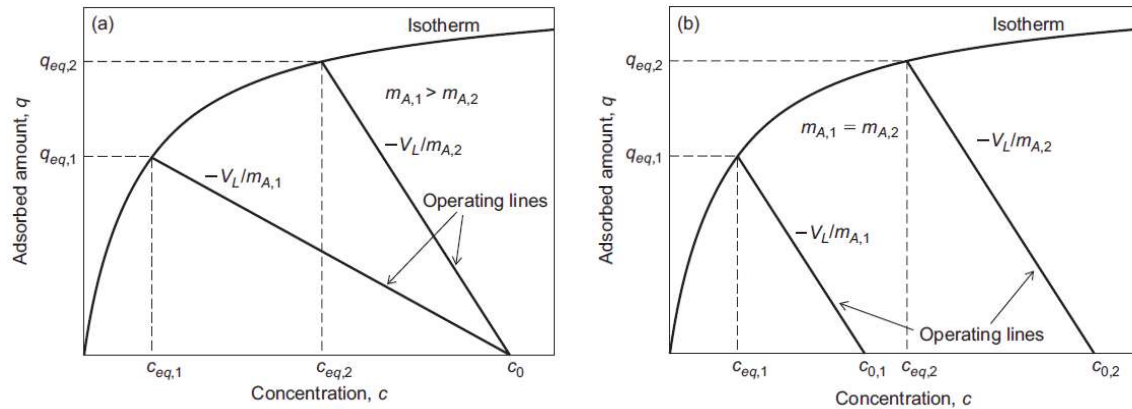 (a)
Isotherm
q_eq,2
m_A,1 > m_A,2
−V_L/m_A,2
q_eq,1
−V_L/m_A,1
Operating lines
Adsorbed amount, q
c_eq,1
c_eq,2
c_0
Concentration, c
(b)
Isotherm
q_eq,2
m_A,1 = m_A,2
−V_L/m_A,2
q_eq,1
−V_L/m_A,1
Operating lines
Adsorbed amount, q
c_eq,1
c_0,1
c_eq,2
c_0,2
Concentration, c